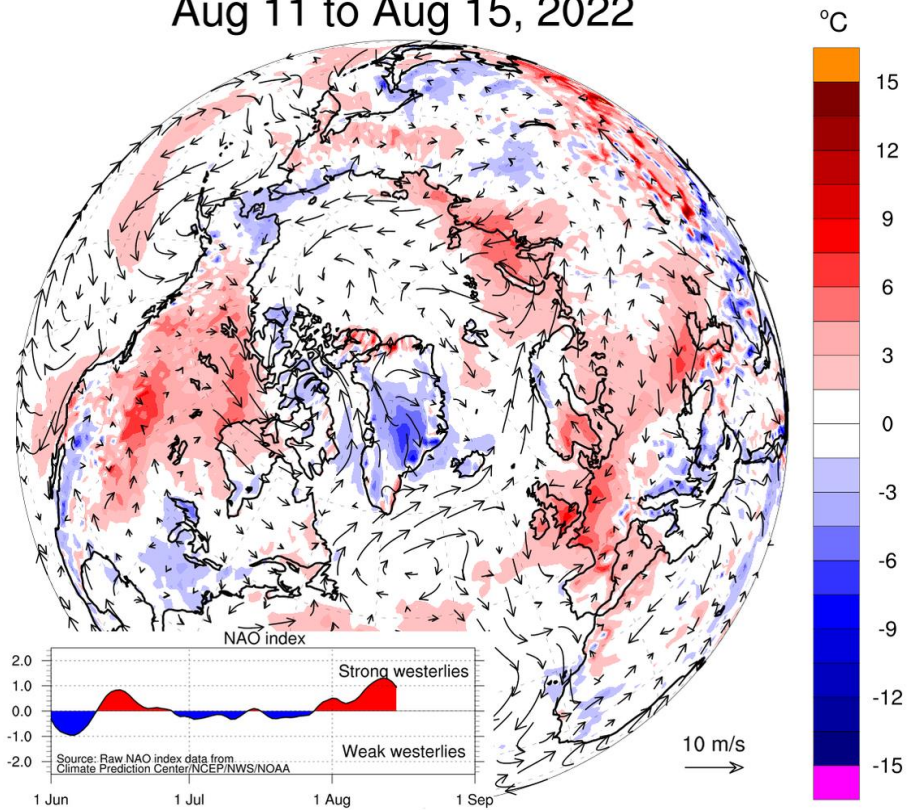 Aug 11 to Aug 15, 2022
°C
15
12
9
6
3
0
-3
-6
-9
-12
-15
10 m/s
NAO index
2.0
1.0
0.0
-1.0
-2.0
Strong westerlies
Weak westerlies
Source: Raw NAO index data from
Climate Prediction Center/NCEP/NWS/NOAA
1 Jun
1 Jul
1 Aug
1 Sep